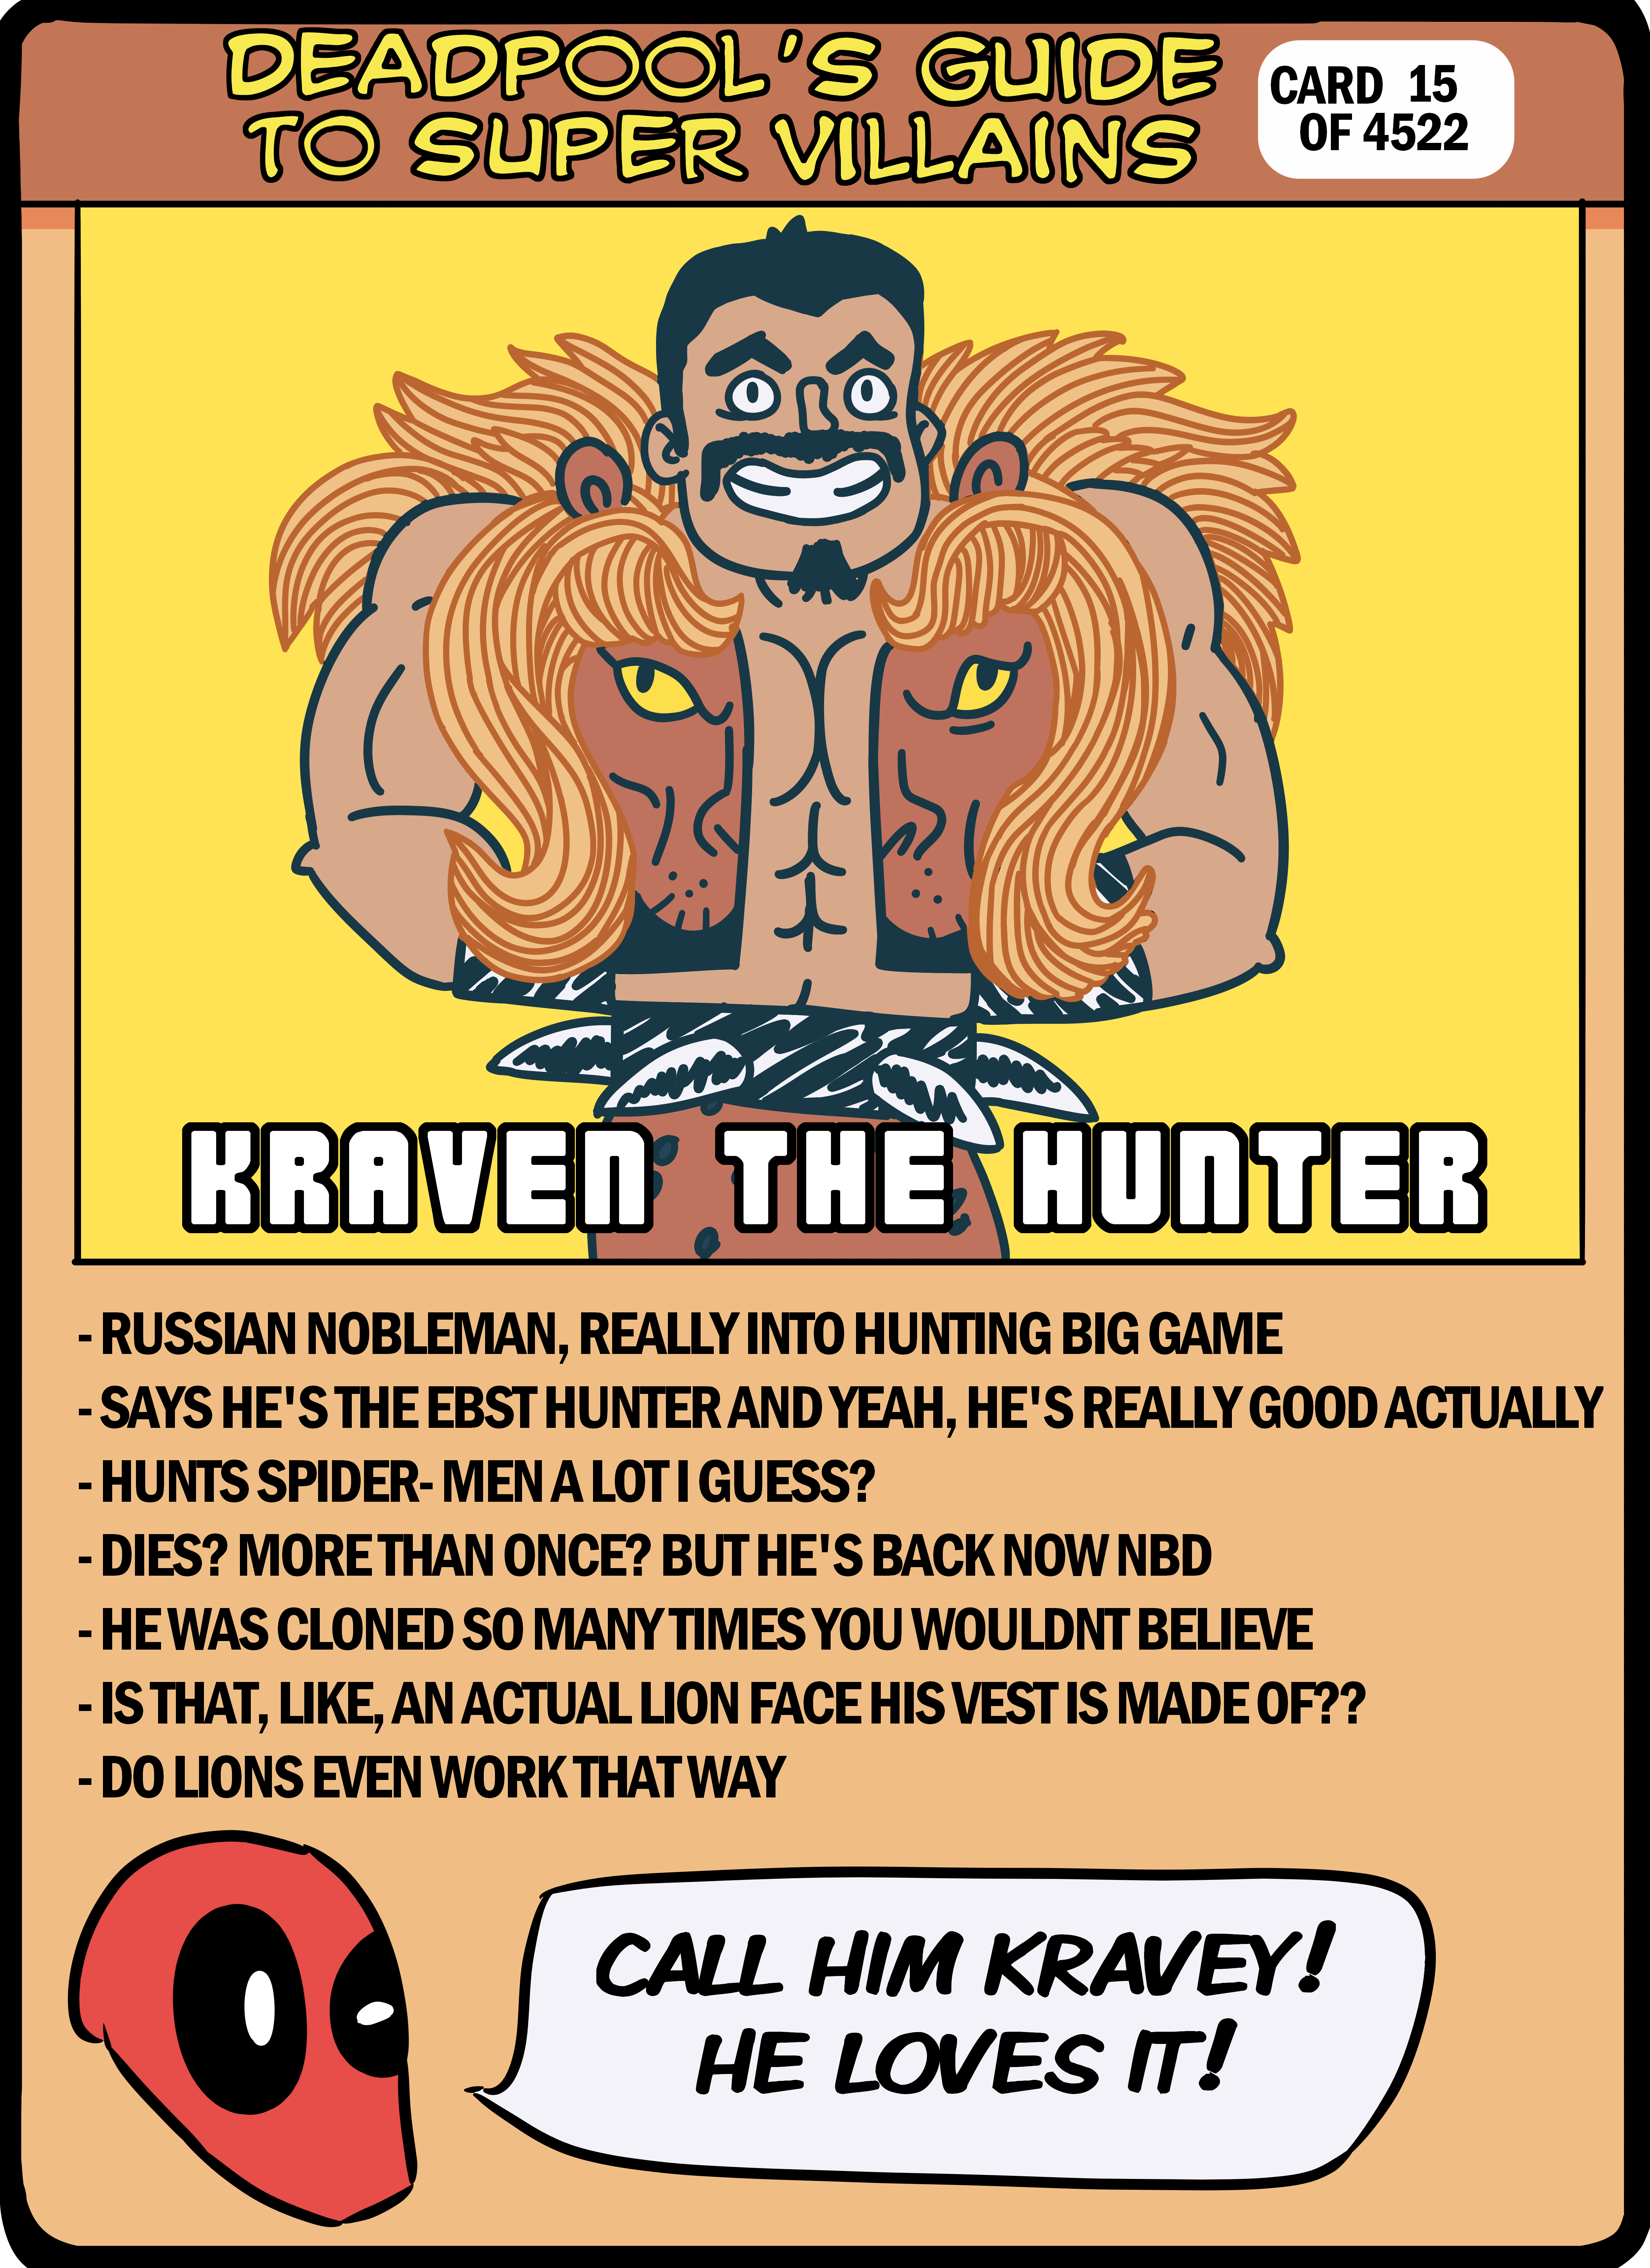 DEADPOOL'S GUIDE
TO SUPER VILLAINS
CARD 15
OF 4522
KRAVEN THE HUNTER
- RUSSIAN NOBLEMAN, REALLY INTO HUNTING BIG GAME
- SAYS HE'S THE EBST HUNTER AND YEAH, HE'S REALLY GOOD ACTUALLY
- HUNTS SPIDER- MEN A LOT I GUESS?
- DIES? MORE THAN ONCE? BUT HE'S BACK NOW NBD
- HE WAS CLONED SO MANY TIMES YOU WOULDNT BELIEVE
- IS THAT, LIKE, AN ACTUAL LION FACE HIS VEST IS MADE OF??
- DO LIONS EVEN WORK THAT WAY
CALL HIM KRAVEY!
HE LOVES IT!